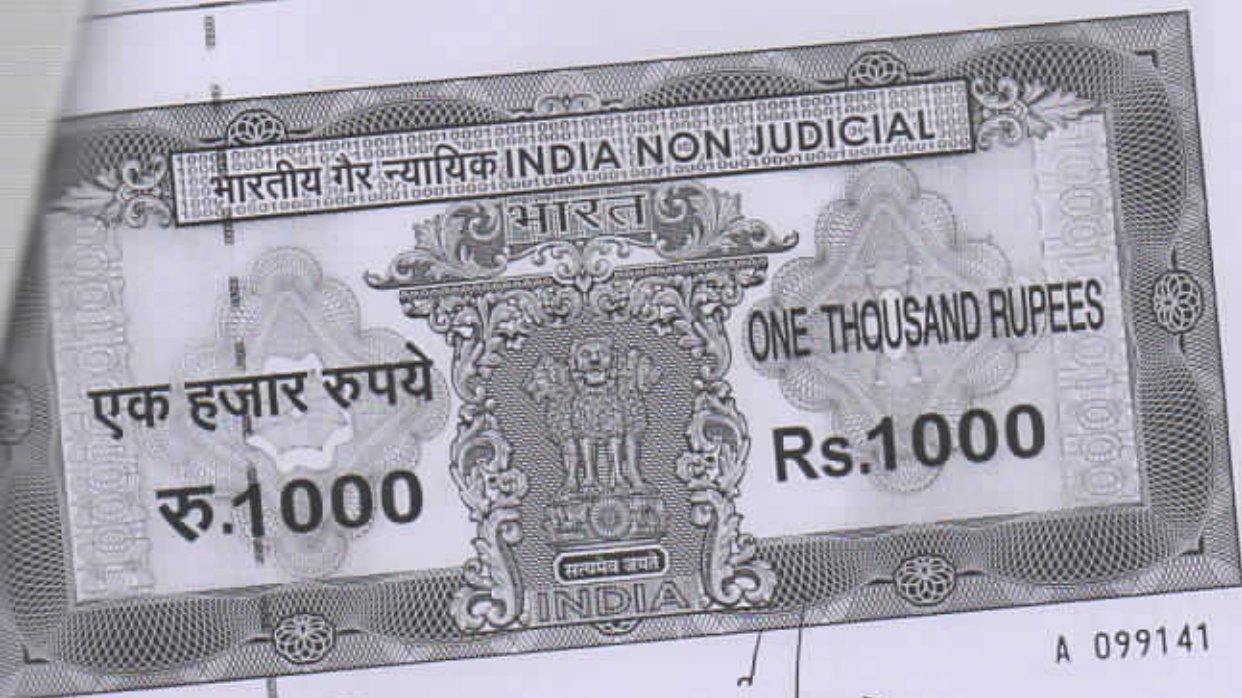 भारतीय गैर न्यायिक INDIA NON JUDICIAL
भारत
एक हज़ार रुपये
ONE THOUSAND RUPEES
रु.1000
Rs.1000
सत्यमेव जयते
INDIA
A 099141